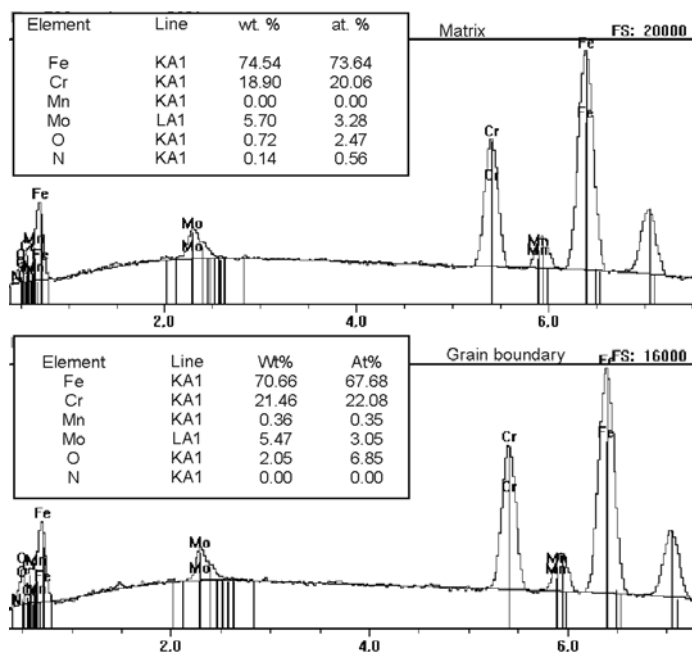 Element Line wt. % at. %
Fe KA1 74.54 73.64
Cr KA1 18.90 20.06
Mn KA1 0.00 0.00
Mo LA1 5.70 3.28
O KA1 0.72 2.47
N KA1 0.14 0.56
Matrix
FS: 20000
Fe
Fe
Cr
Cr
Fe
Mn
Mo
Mo
Mn
Mn
2.0 4.0 6.0
Element Line Wt% At%
Fe KA1 70.66 67.68
Cr KA1 21.46 22.08
Mn KA1 0.36 0.35
Mo LA1 5.47 3.05
O KA1 2.05 6.85
N KA1 0.00 0.00
Grain boundary
FS: 16000
Fe
Cr
Cr
Fe
Mo
Mo
Mn
Mn
2.0 4.0 6.0